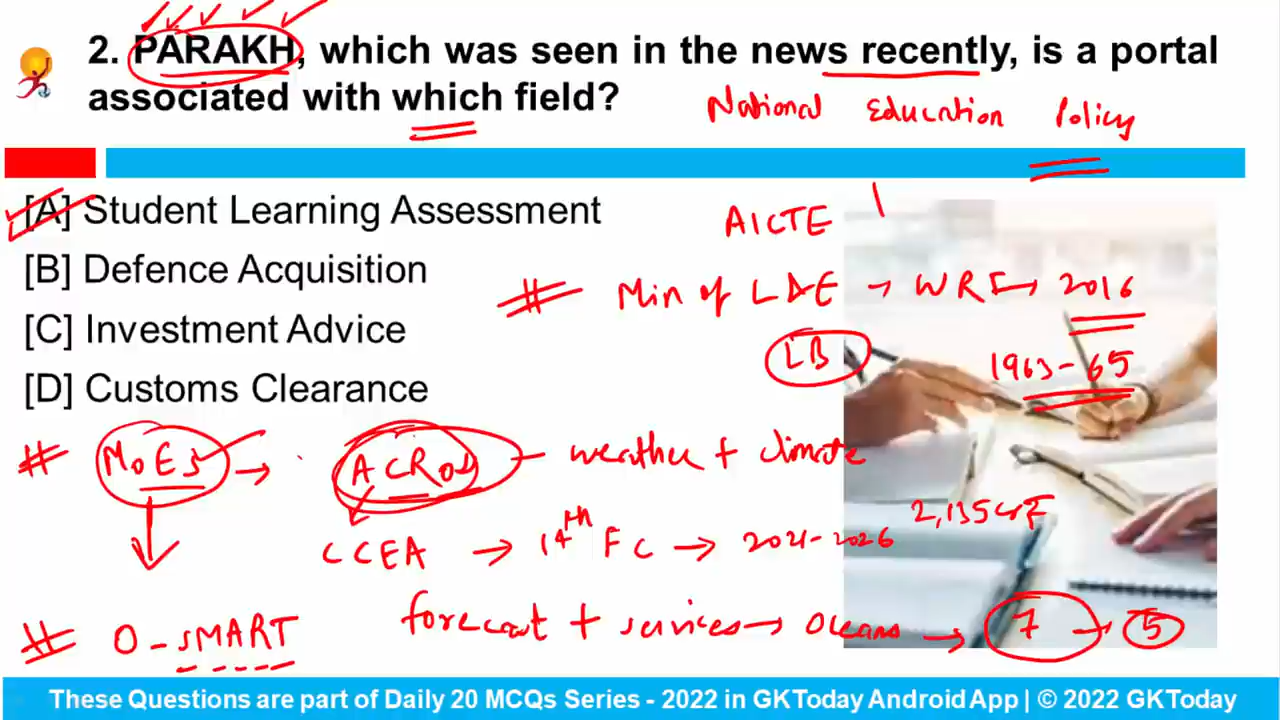 2. PARAKH, which was seen in the news recently, is a portal
associated with which field?
National Education Policy
[A] Student Learning Assessment
AICTE
[B] Defence Acquisition
# Min of L&E → WRI → 2016
[C] Investment Advice
LB
1963-65
[D] Customs Clearance
# MoES → ACROS - weather + climate
2,135
CCEA → 14th FC → 2021-2026
forecast + services → oceans → 7 → 5
# O-SMART
These Questions are part of Daily 20 MCQs Series - 2022 in GKToday Android App | © 2022 GKToday